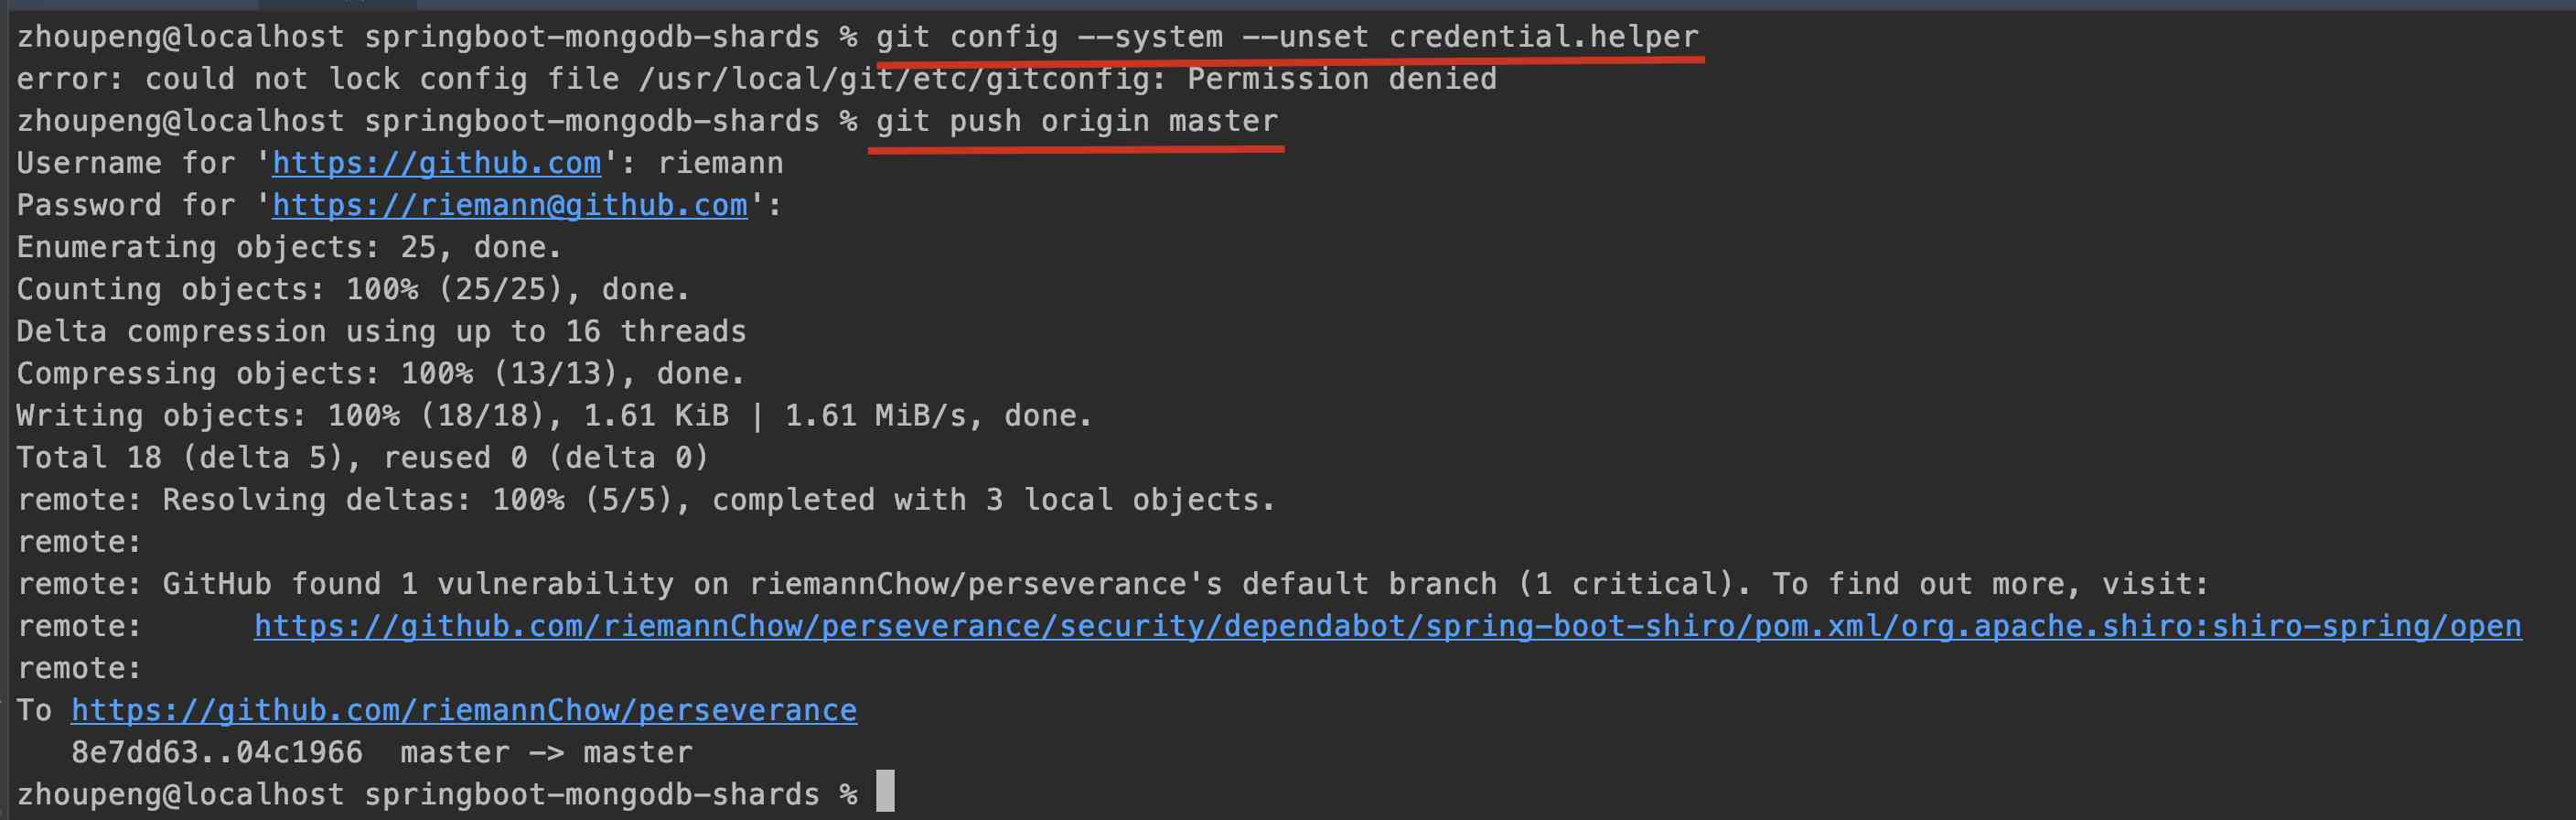 zhoupeng@localhost springboot-mongodb-shards % git config --system --unset credential.helper
error: could not lock config file /usr/local/git/etc/gitconfig: Permission denied
zhoupeng@localhost springboot-mongodb-shards % git push origin master
Username for 'https://github.com': riemann
Password for 'https://riemann@github.com':
Enumerating objects: 25, done.
Counting objects: 100% (25/25), done.
Delta compression using up to 16 threads
Compressing objects: 100% (13/13), done.
Writing objects: 100% (18/18), 1.61 KiB | 1.61 MiB/s, done.
Total 18 (delta 5), reused 0 (delta 0)
remote: Resolving deltas: 100% (5/5), completed with 3 local objects.
remote:
remote: GitHub found 1 vulnerability on riemannChow/perseverance's default branch (1 critical). To find out more, visit:
remote:      https://github.com/riemannChow/perseverance/security/dependabot/spring-boot-shiro/pom.xml/org.apache.shiro:shiro-spring/open
remote:
To https://github.com/riemannChow/perseverance
   8e7dd63..04c1966  master -> master
zhoupeng@localhost springboot-mongodb-shards %